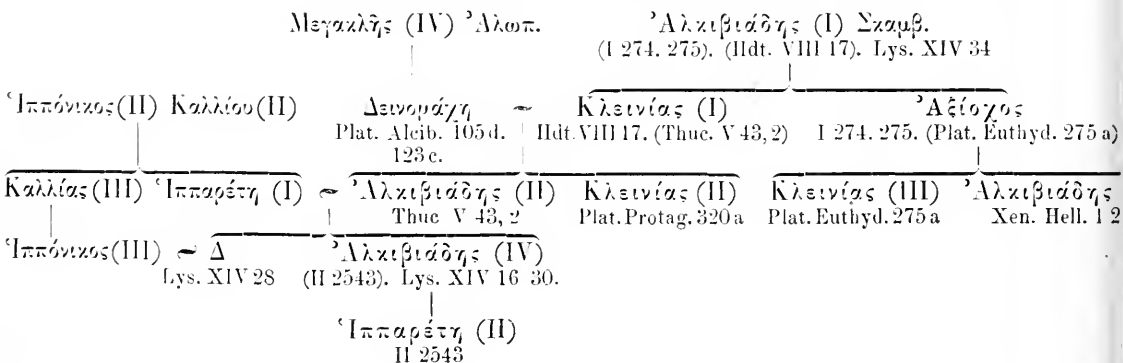 Μεγακλῆς (IV) Ἀλωπ. Ἀλκιβιάδης (I) Σκαμβ.
(I 274. 275). (Hdt. VIII 17). Lys. XIV 34
Ἱππόνικος (II) Καλλίου (II) Δεινομάχη ~ Κλεινίας (I) Ἀξίοχος
Plat. Alcib. 105d. Hdt. VIII 17. (Thuc. V 43, 2) I 274. 275. (Plat. Euthyd. 275 a)
123 c.
Καλλίας (III) Ἱππαρέτη (I) ~ Ἀλκιβιάδης (II) Κλεινίας (II) Κλεινίας (III) Ἀλκιβιάδης
Thuc V 43, 2 Plat. Protag. 320 a Plat. Euthyd. 275 a Xen. Hell. I 2
Ἱππόνικος (III) ~ Δ Ἀλκιβιάδης (IV)
Lys. XIV 28 (II 2543). Lys. XIV 16 30.
Ἱππαρέτη (II)
II 2543